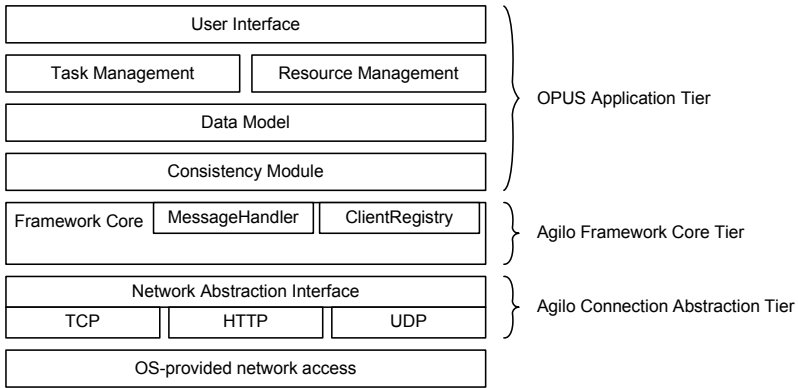 User Interface
Task Management
Resource Management
Data Model
Consistency Module
OPUS Application Tier
Framework Core
MessageHandler
ClientRegistry
Agilo Framework Core Tier
Network Abstraction Interface
TCP
HTTP
UDP
Agilo Connection Abstraction Tier
OS-provided network access